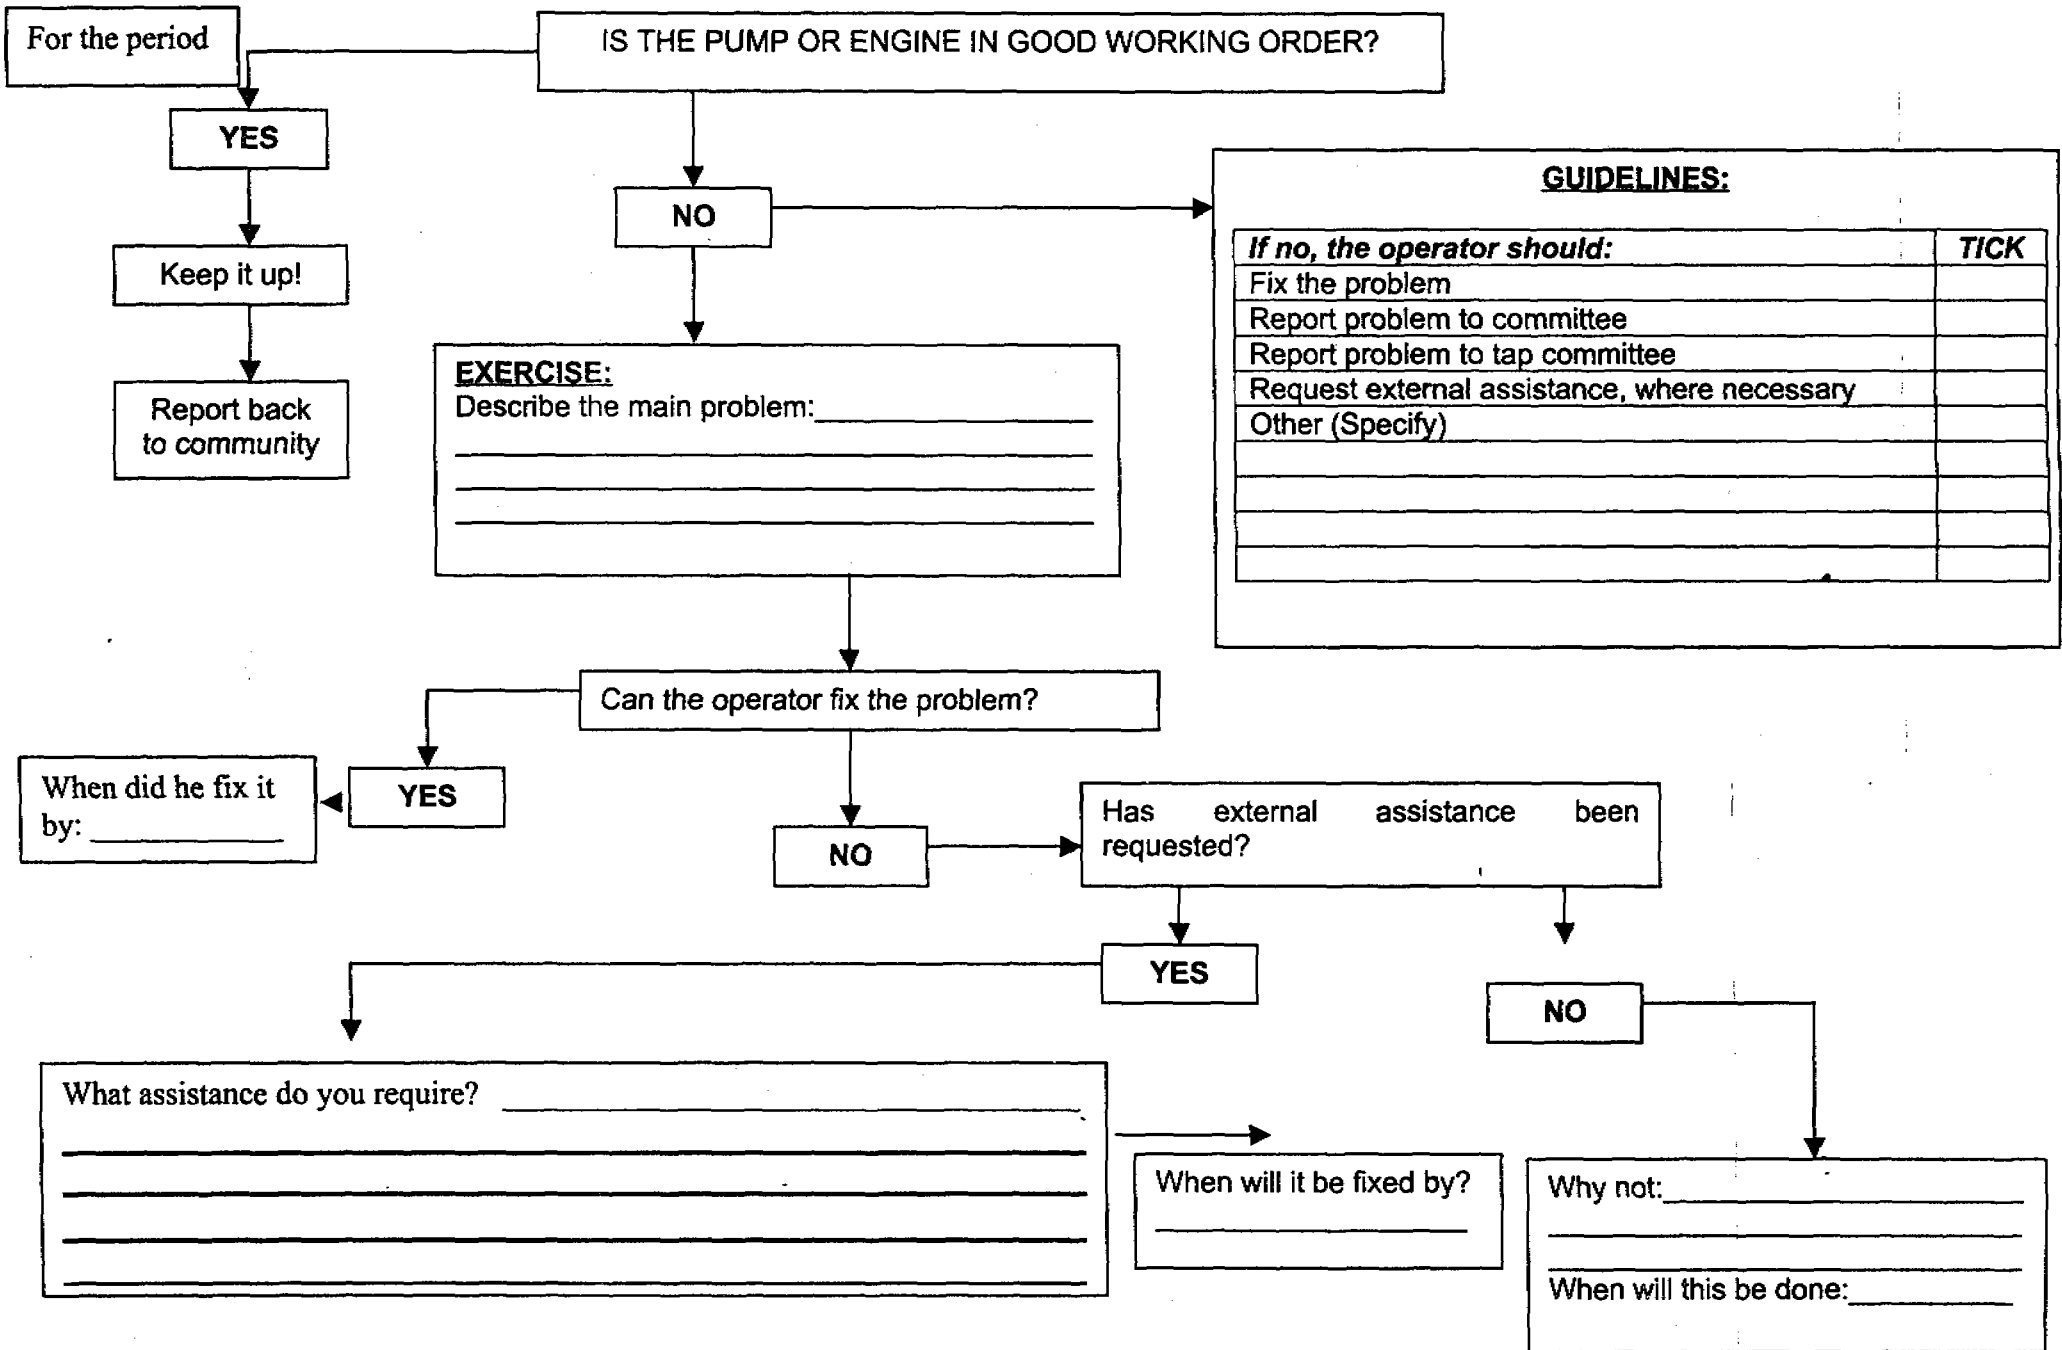 For the period
IS THE PUMP OR ENGINE IN GOOD WORKING ORDER?
YES
Keep it up!
Report back
to community
NO
GUIDELINES:
If no, the operator should: TICK
Fix the problem
Report problem to committee
Report problem to tap committee
Request external assistance, where necessary
Other (Specify)
EXERCISE:
Describe the main problem:
Can the operator fix the problem?
YES
When did he fix it
by:
NO
Has external assistance been
requested?
YES
NO
What assistance do you require?
When will it be fixed by?
Why not:
When will this be done: